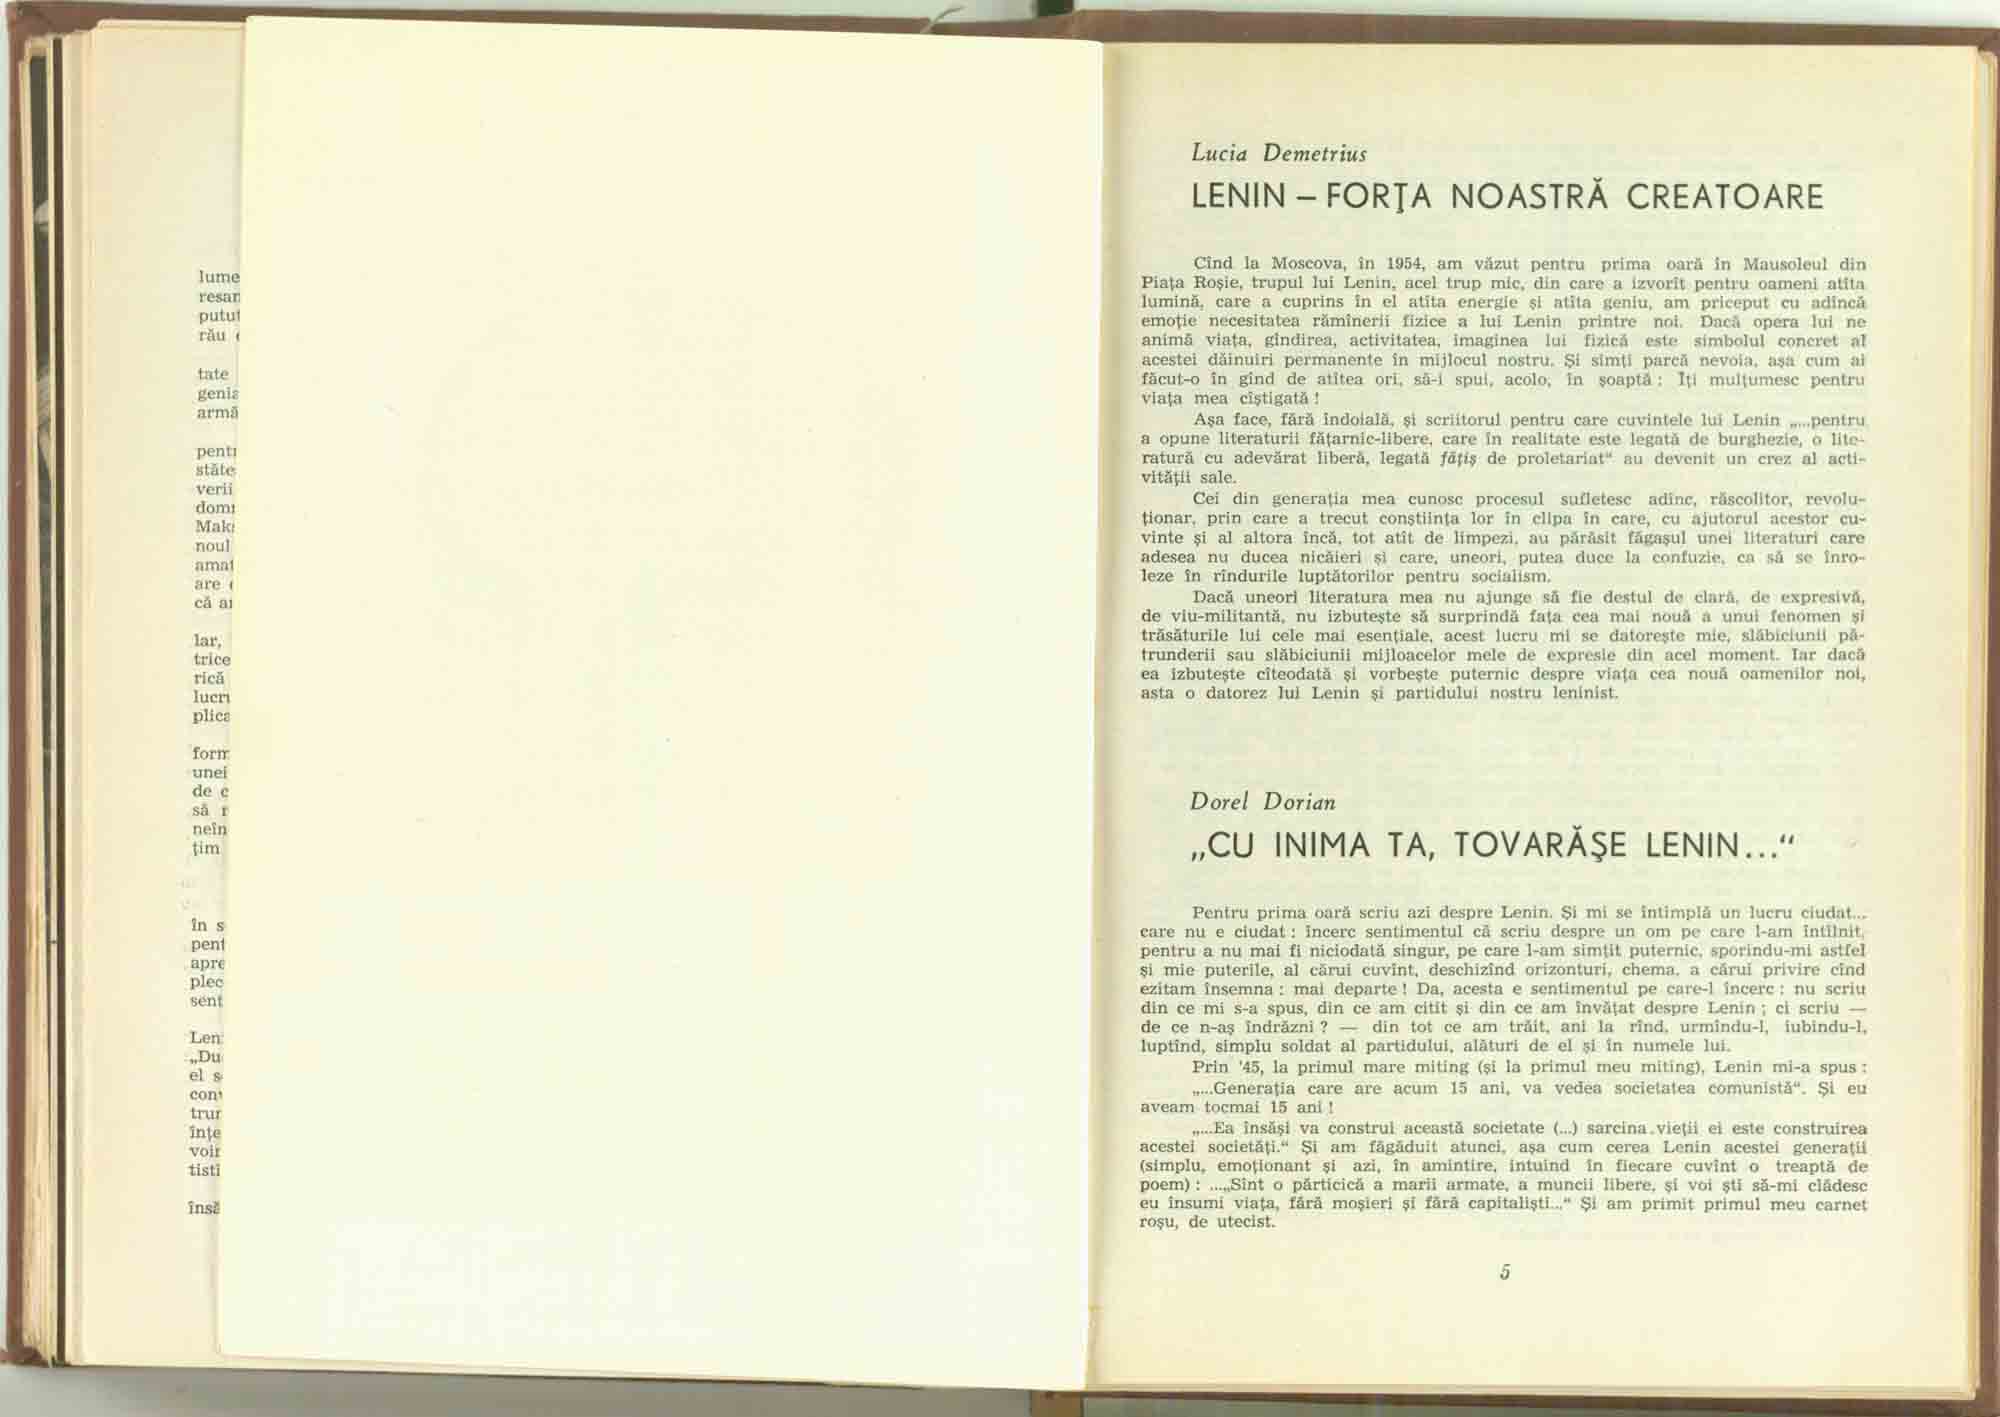 lume
putut
rău
tate
armă
verii
noul
are
că
lar,
trice
rică
unei
de
să
țim
în
el
însă
Lucia Demetrius
LENIN – FORȚA NOASTRĂ CREATOARE
Cînd la Moscova, în 1954, am văzut pentru prima oară în Mausoleul din
Piața Roșie, trupul lui Lenin, acel trup mic, din care a izvorît pentru oameni atîta
lumină, care a cuprins în el atîta energie și atîta geniu, am priceput cu adîncă
emoție necesitatea rămînerii fizice a lui Lenin printre noi. Dacă opera lui ne
animă viața, gîndirea, activitatea, imaginea lui fizică este simbolul concret al
acestei dăinuiri permanente în mijlocul nostru. Și simți parcă nevoia, așa cum ai
făcut-o în gînd de atîtea ori, să-i spui, acolo, în șoaptă : Îți mulțumesc pentru
viața mea cîștigată !
Așa face, fără îndoială, și scriitorul pentru care cuvintele lui Lenin „...pentru
a opune literaturii fățarnic-libere, care în realitate este legată de burghezie, o lite-
ratură cu adevărat liberă, legată fățiș de proletariat“ au devenit un crez al acti-
vității sale.
Cei din generația mea cunosc procesul sufletesc adînc, răscolitor, revolu-
ționar, prin care a trecut conștiința lor în clipa în care, cu ajutorul acestor cu-
vinte și al altora încă, tot atît de limpezi, au părăsit făgașul unei literaturi care
adesea nu ducea nicăieri și care, uneori, putea duce la confuzie, ca să se înro-
leze în rîndurile luptătorilor pentru socialism.
Dacă uneori literatura mea nu ajunge să fie destul de clară, de expresivă,
de viu-militantă, nu izbutește să surprindă fața cea mai nouă a unui fenomen și
trăsăturile lui cele mai esențiale, acest lucru mi se datorește mie, slăbiciunii pă-
trunderii sau slăbiciunii mijloacelor mele de expresie din acel moment. Iar dacă
ea izbutește cîteodată și vorbește puternic despre viața cea nouă oamenilor noi,
asta o datorez lui Lenin și partidului nostru leninist.
Dorel Dorian
„CU INIMA TA, TOVARĂȘE LENIN...“
Pentru prima oară scriu azi despre Lenin. Și mi se întîmplă un lucru ciudat...
care nu e ciudat : încerc sentimentul că scriu despre un om pe care l-am întîlnit,
pentru a nu mai fi niciodată singur, pe care l-am simțit puternic, sporindu-mi astfel
și mie puterile, al cărui cuvînt, deschizînd orizonturi, chema, a cărui privire cînd
ezitam însemna : mai departe ! Da, acesta e sentimentul pe care-l încerc : nu scriu
din ce mi s-a spus, din ce am citit și din ce am învățat despre Lenin ; ci scriu —
de ce n-aș îndrăzni ? — din tot ce am trăit, ani la rînd, urmîndu-l, iubindu-l,
luptînd, simplu soldat al partidului, alături de el și în numele lui.
Prin '45, la primul mare miting (și la primul meu miting), Lenin mi-a spus :
„...Generația care are acum 15 ani, va vedea societatea comunistă“. Și eu
aveam tocmai 15 ani !
„...Ea însăși va construi această societate (...) sarcina vieții ei este construirea
acestei societăți.“ Și am făgăduit atunci, așa cum cerea Lenin acestei generații
(simplu, emoționant și azi, în amintire, intuind în fiecare cuvînt o treaptă de
poem) : ...„Sînt o părticică a marii armate, a muncii libere, și voi ști să-mi clădesc
eu însumi viața, fără moșieri și fără capitaliști...“ Și am primit primul meu carnet
roșu, de utecist.
5